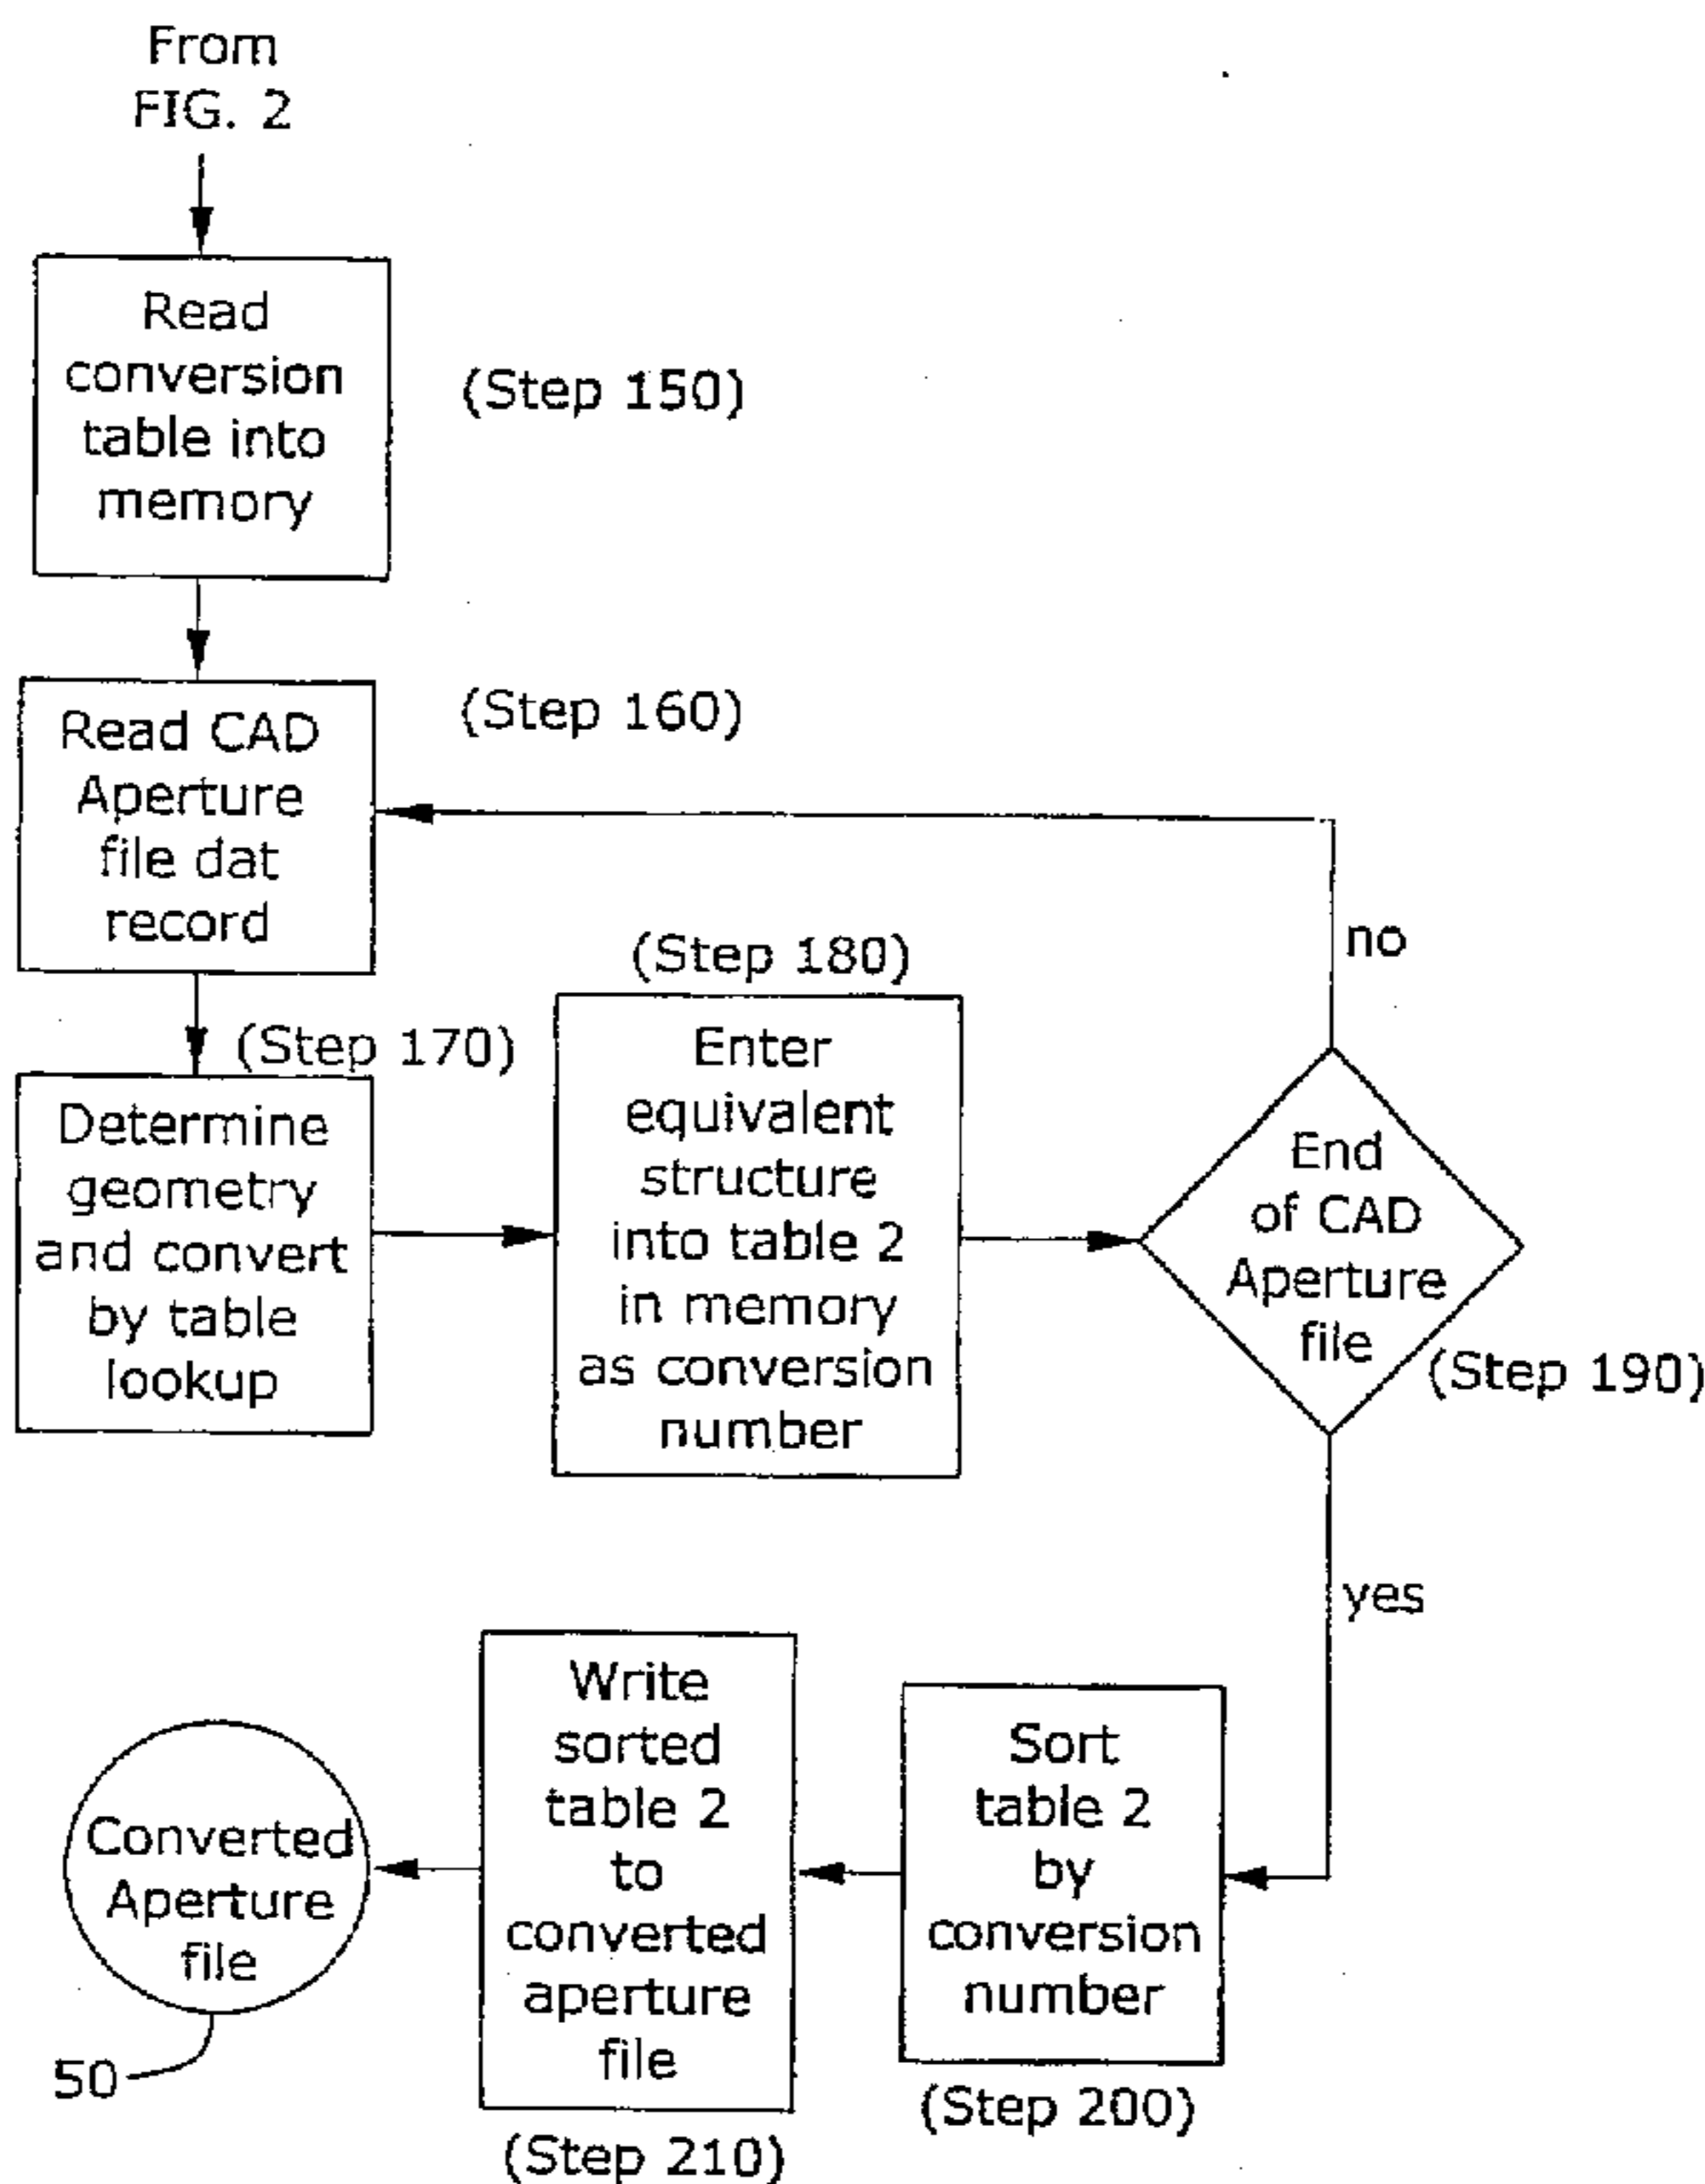 From
FIG. 2
Read
conversion
table into
memory
(Step 150)
Read CAD
Aperture
file dat
record
(Step 160)
(Step 170)
Determine
geometry
and convert
by table
lookup
(Step 180)
Enter
equivalent
structure
into table 2
in memory
as conversion
number
no
End
of CAD
Aperture
file
(Step 190)
yes
Sort
table 2
by
conversion
number
(Step 200)
Write
sorted
table 2
to
converted
aperture
file
(Step 210)
Converted
Aperture
file
50